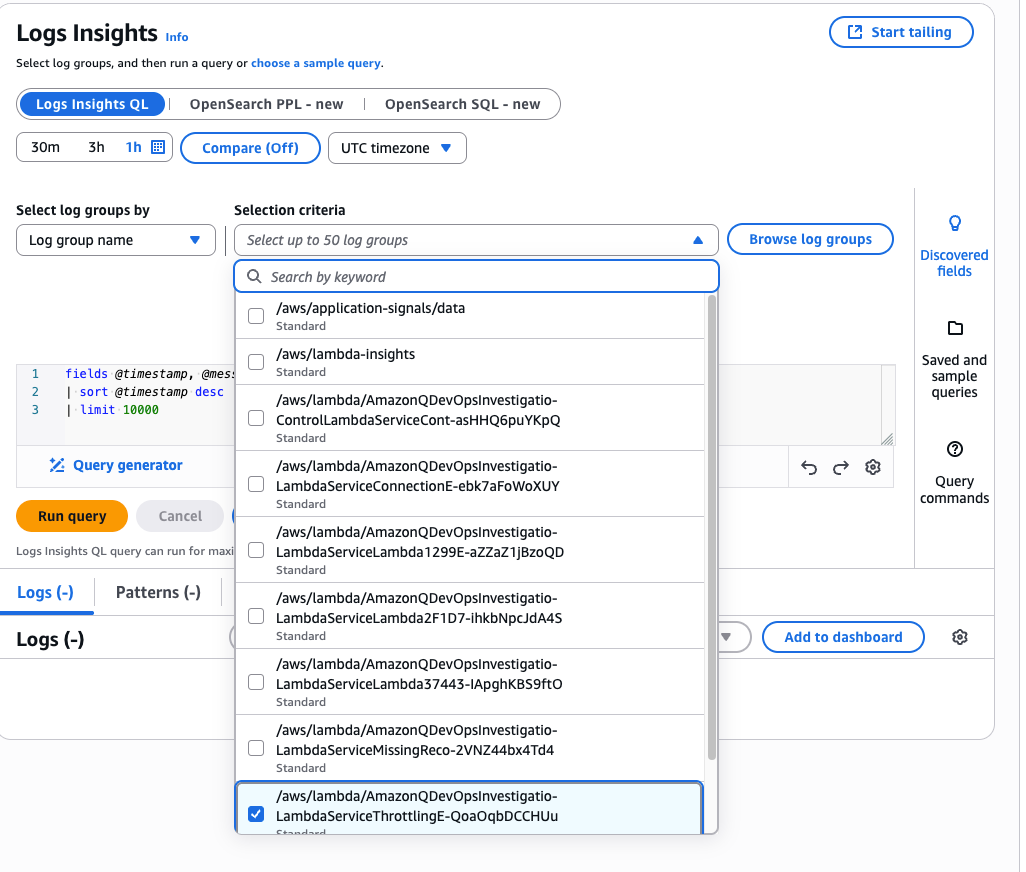 Logs Insights Info
Start tailing
Select log groups, and then run a query or choose a sample query.
Logs Insights QL
OpenSearch PPL - new
OpenSearch SQL - new
30m
3h
1h
Compare (Off)
UTC timezone
Select log groups by
Selection criteria
Log group name
Select up to 50 log groups
Browse log groups
Search by keyword
/aws/application-signals/data
Standard
/aws/lambda-insights
Standard
/aws/lambda/AmazonQDevOpsInvestigatio-
ControlLambdaServiceCont-asHHQ6puYKpQ
Standard
/aws/lambda/AmazonQDevOpsInvestigatio-
LambdaServiceConnectionE-ebk7aFoWoXUY
Standard
/aws/lambda/AmazonQDevOpsInvestigatio-
LambdaServiceLambda1299E-aZZaZ1jBzoQD
Standard
/aws/lambda/AmazonQDevOpsInvestigatio-
LambdaServiceLambda2F1D7-ihkbNpcJdA4S
Standard
/aws/lambda/AmazonQDevOpsInvestigatio-
LambdaServiceLambda37443-IApghKBS9ftO
Standard
/aws/lambda/AmazonQDevOpsInvestigatio-
LambdaServiceMissingReco-2VNZ44bx4Td4
Standard
/aws/lambda/AmazonQDevOpsInvestigatio-
LambdaServiceThrottlingE-QoaOqbDCCHUu
Standard
1 fields @timestamp, @mess
2 | sort @timestamp desc
3 | limit 10000
Query generator
Run query
Cancel
Logs Insights QL query can run for maxi
Logs (-)
Patterns (-)
Logs (-)
Add to dashboard
Discovered
fields
Saved and
sample
queries
Query
commands